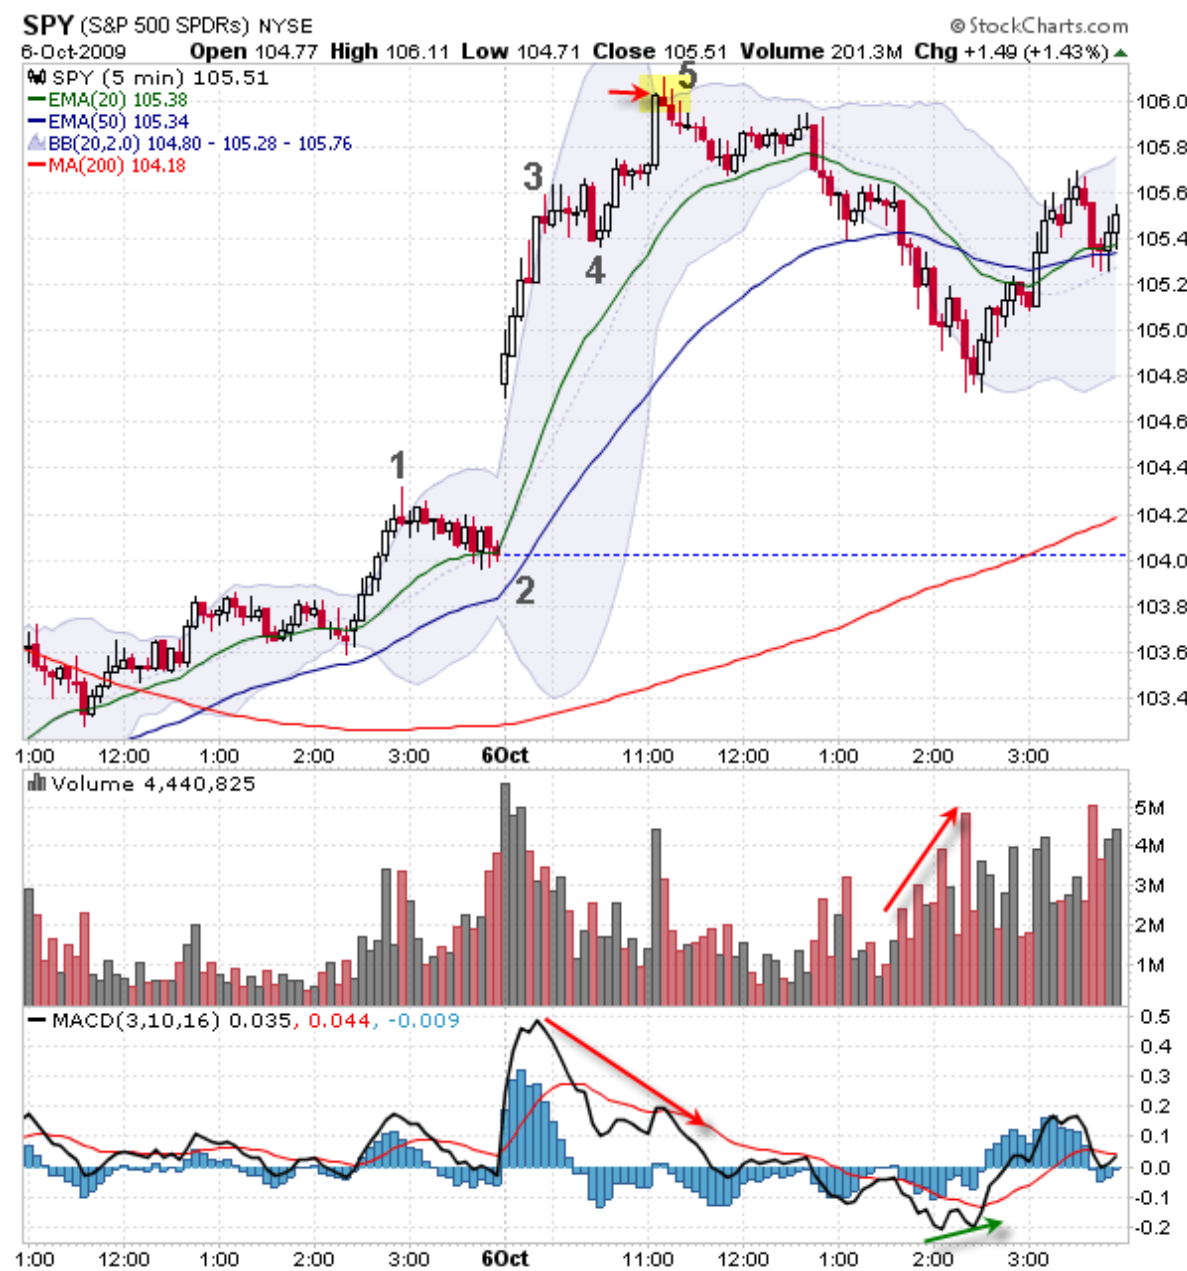 SPY (S&P 500 SPDRs) NYSE
© StockCharts.com
6-Oct-2009 Open 104.77 High 106.11 Low 104.71 Close 105.51 Volume 201.3M Chg +1.49 (+1.43%)
SPY (5 min) 105.51
EMA(20) 105.38
EMA(50) 105.34
BB(20,2.0) 104.80 - 105.28 - 105.76
MA(200) 104.18
5
3
4
1
2
106.0
105.8
105.6
105.4
105.2
105.0
104.8
104.6
104.4
104.2
104.0
103.8
103.6
103.4
1:00 12:00 1:00 2:00 3:00 6Oct 11:00 12:00 1:00 2:00 3:00
Volume 4,440,825
5M
4M
3M
2M
1M
MACD(3,10,16) 0.035, 0.044, -0.009
0.5
0.4
0.3
0.2
0.1
0.0
-0.1
-0.2
1:00 12:00 1:00 2:00 3:00 6Oct 11:00 12:00 1:00 2:00 3:00